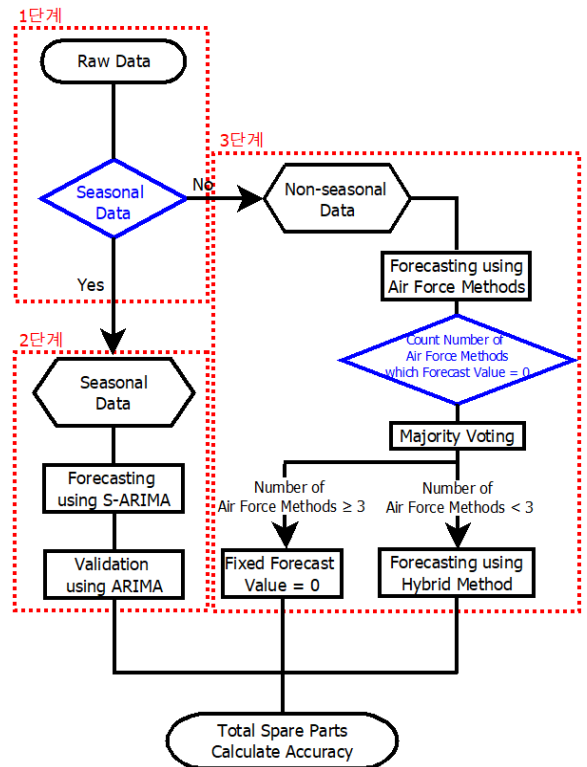 1단계
Raw Data
Seasonal
Data
No
Yes
2단계
Seasonal
Data
Forecasting
using S-ARIMA
Validation
using ARIMA
3단계
Non-seasonal
Data
Forecasting using
Air Force Methods
Count Number of
Air Force Methods
which Forecast Value = 0
Majority Voting
Number of
Air Force Methods ≥ 3
Number of
Air Force Methods < 3
Fixed Forecast
Value = 0
Forecasting using
Hybrid Method
Total Spare Parts
Calculate Accuracy